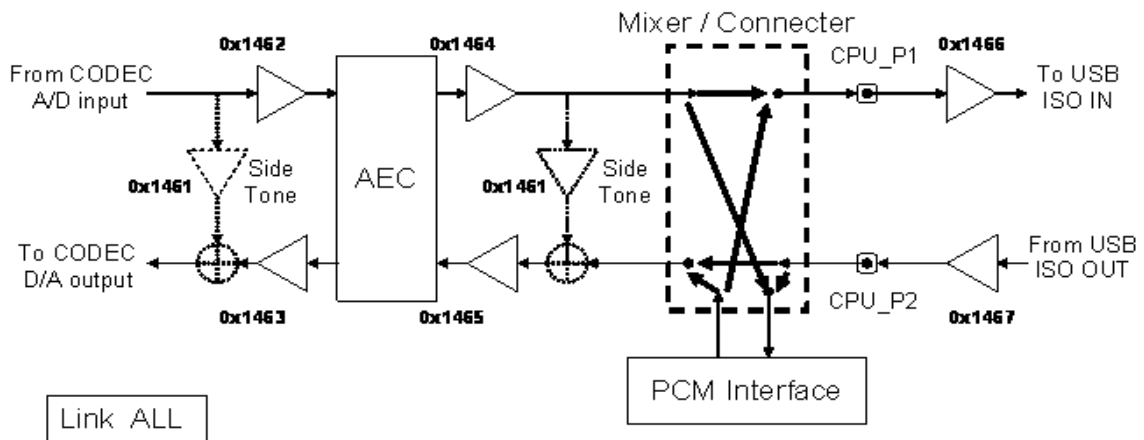 Mixer / Connecter
0x1462
0x1464
CPU_P1
0x1466
From CODEC
A/D input
To USB
ISO IN
AEC
0x1461
Side
Tone
0x1461
Side
Tone
To CODEC
D/A output
From USB
ISO OUT
0x1463
0x1465
CPU_P2
0x1467
PCM Interface
Link ALL